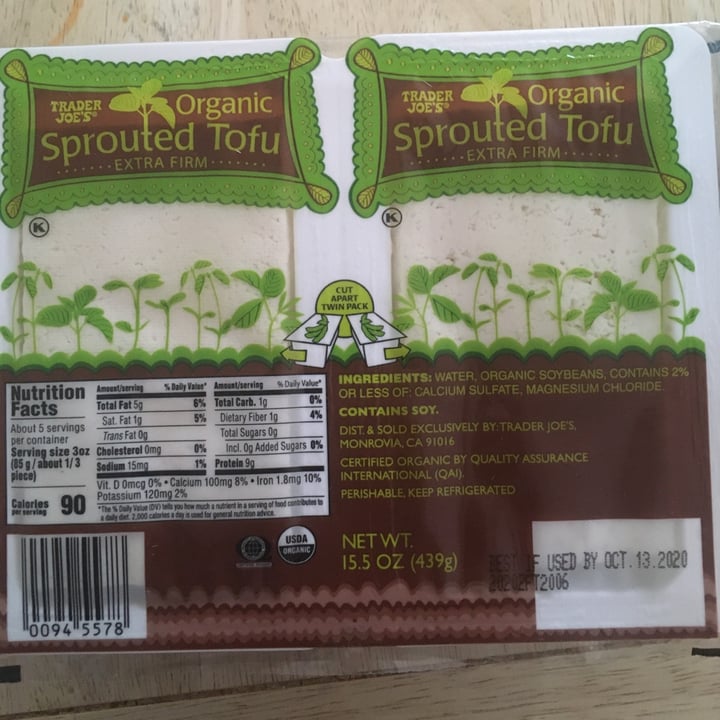 TRADER JOE'S® Organic
Sprouted Tofu
EXTRA FIRM
K
TRADER JOE'S® Organic
Sprouted Tofu
EXTRA FIRM
K
CUT
APART
TWIN PACK
Nutrition
Facts
About 5 servings
per container
Serving size 3oz
(85 g / about 1/3
piece)
Calories
per serving 90
Amount/serving % Daily Value*
Total Fat 5g 6%
Sat. Fat 1g 5%
Trans Fat 0g
Cholesterol 0mg 0%
Sodium 15mg 1%
Amount/serving % Daily Value*
Total Carb. 1g 0%
Dietary Fiber 1g 4%
Total Sugars 0g
Incl. 0g Added Sugars 0%
Protein 9g
Vit. D 0mcg 0% • Calcium 100mg 8% • Iron 1.8mg 10%
Potassium 120mg 2%
*The % Daily Value (DV) tells you how much a nutrient in a serving of food contributes to
a daily diet. 2,000 calories a day is used for general nutrition advice.
INGREDIENTS: WATER, ORGANIC SOYBEANS, CONTAINS 2%
OR LESS OF: CALCIUM SULFATE, MAGNESIUM CHLORIDE.
CONTAINS SOY.
DIST. & SOLD EXCLUSIVELY BY: TRADER JOE'S,
MONROVIA, CA 91016
CERTIFIED ORGANIC BY QUALITY ASSURANCE
INTERNATIONAL (QAI).
PERISHABLE, KEEP REFRIGERATED
USDA
ORGANIC
NET WT.
15.5 OZ (439g)
BEST IF USED BY OCT.13.2020
20202FT2006
0094 5578